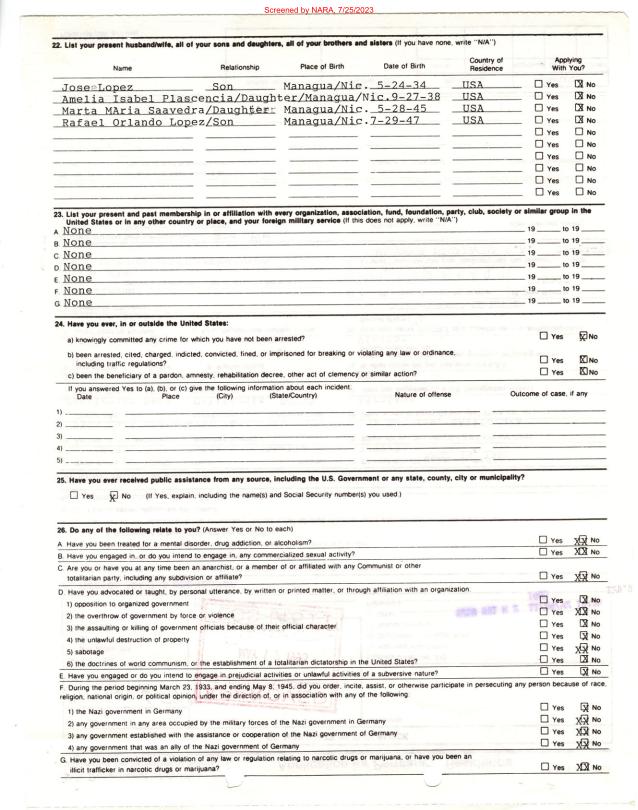 Screened by NARA, 7/25/2023
22. List your present husband/wife, all of your sons and daughters, all of your brothers and sisters (If you have none, write "N/A")
Name Relationship Place of Birth Date of Birth Country of Residence Applying With You?
Jose Lopez Son Managua/Nic. 5-24-34 USA Yes X No
Amelia Isabel Plascencia/Daughter/Managua/Nic.9-27-38 USA Yes X No
Marta MAria Saavedra/Daughter Managua/Nic. 5-28-45 USA Yes X No
Rafael Orlando Lopez/Son Managua/Nic.7-29-47 USA Yes X No
Yes No
Yes No
Yes No
Yes No
Yes No
Yes No
23. List your present and past membership in or affiliation with every organization, association, fund, foundation, party, club, society or similar group in the
United States or in any other country or place, and your foreign military service (If this does not apply, write "N/A")
A None 19 to 19
B None 19 to 19
C None 19 to 19
D None 19 to 19
E None 19 to 19
F None 19 to 19
G None 19 to 19
24. Have you ever, in or outside the United States:
a) knowingly committed any crime for which you have not been arrested? Yes X No
b) been arrested, cited, charged, indicted, convicted, fined, or imprisoned for breaking or violating any law or ordinance,
including traffic regulations? Yes X No
c) been the beneficiary of a pardon, amnesty, rehabilitation decree, other act of clemency or similar action? Yes X No
If you answered Yes to (a), (b), or (c) give the following information about each incident:
Date Place (City) (State/Country) Nature of offense Outcome of case, if any
1)
2)
3)
4)
5)
25. Have you ever received public assistance from any source, including the U.S. Government or any state, county, city or municipality?
Yes X No (If Yes, explain, including the name(s) and Social Security number(s) you used.)
26. Do any of the following relate to you? (Answer Yes or No to each)
A. Have you been treated for a mental disorder, drug addiction, or alcoholism? Yes XX No
B. Have you engaged in, or do you intend to engage in, any commercialized sexual activity? Yes XX No
C. Are you or have you at any time been an anarchist, or a member of or affiliated with any Communist or other
totalitarian party, including any subdivision or affiliate? Yes XX No
D. Have you advocated or taught, by personal utterance, by written or printed matter, or through affiliation with an organization.
1) opposition to organized government Yes X No
2) the overthrow of government by force or violence Yes XX No
3) the assaulting or killing of government officials because of their official character Yes X No
4) the unlawful destruction of property Yes X No
5) sabotage Yes XX No
6) the doctrines of world communism, or the establishment of a totalitarian dictatorship in the United States? Yes X No
E. Have you engaged or do you intend to engage in prejudicial activities or unlawful activities of a subversive nature? Yes X No
F. During the period beginning March 23, 1933, and ending May 8, 1945, did you order, incite, assist, or otherwise participate in persecuting any person because of race,
religion, national origin, or political opinion, under the direction of, or in association with any of the following:
1) the Nazi government in Germany Yes X No
2) any government in any area occupied by the military forces of the Nazi government in Germany Yes XX No
3) any government established with the assistance or cooperation of the Nazi government of Germany Yes XX No
4) any government that was an ally of the Nazi government of Germany Yes XX No
G. Have you been convicted of a violation of any law or regulation relating to narcotic drugs or marijuana, or have you been an
illicit trafficker in narcotic drugs or marijuana? Yes XX No